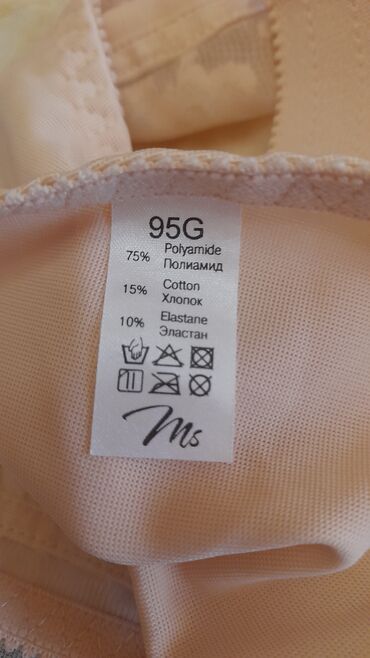 95G
75% Polyamide
Полиамид
15% Cotton
Хлопок
10% Elastane
Эластан
Ms